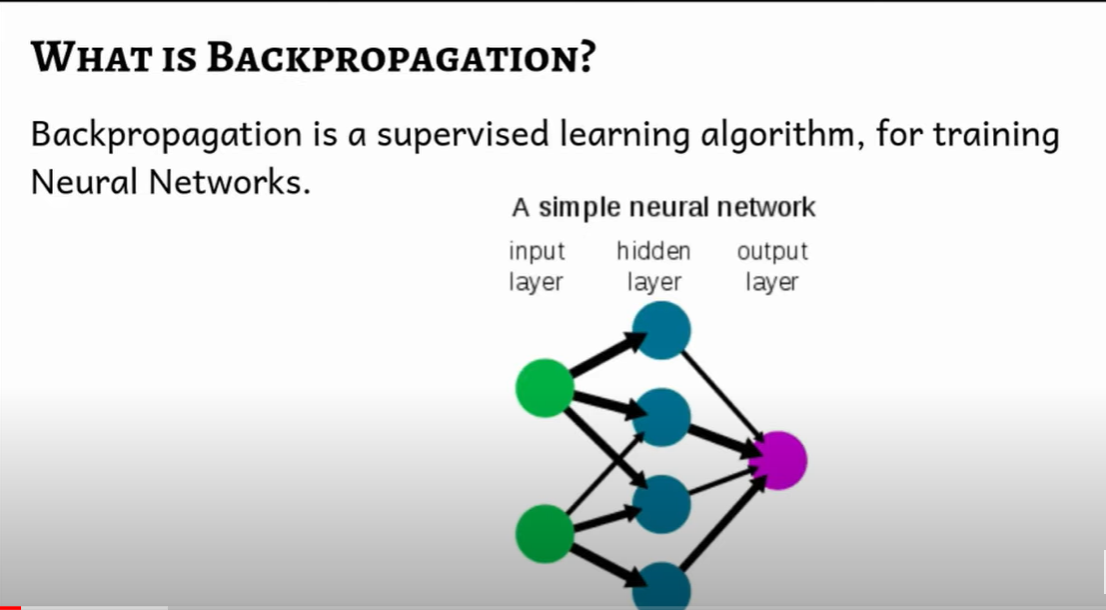 WHAT IS BACKPROPAGATION?
Backpropagation is a supervised learning algorithm, for training
Neural Networks.
A simple neural network
input hidden output
layer layer layer